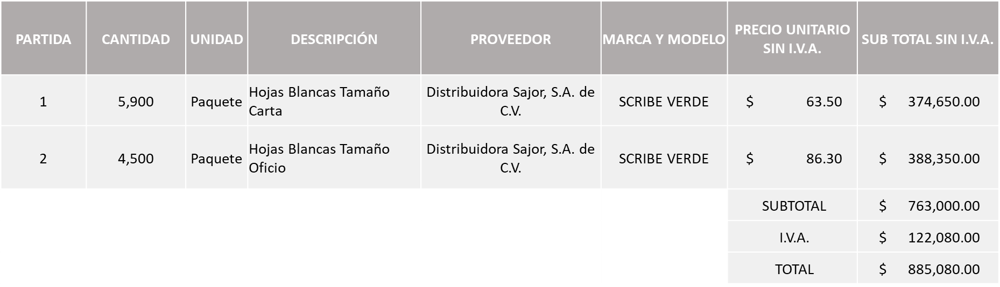 PARTIDA CANTIDAD UNIDAD DESCRIPCIÓN PROVEEDOR MARCA Y MODELO PRECIO UNITARIO SIN I.V.A. SUB TOTAL SIN I.V.A.
1 5,900 Paquete Hojas Blancas Tamaño Carta Distribuidora Sajor, S.A. de C.V. SCRIBE VERDE $ 63.50 $ 374,650.00
2 4,500 Paquete Hojas Blancas Tamaño Oficio Distribuidora Sajor, S.A. de C.V. SCRIBE VERDE $ 86.30 $ 388,350.00
SUBTOTAL $ 763,000.00
I.V.A. $ 122,080.00
TOTAL $ 885,080.00